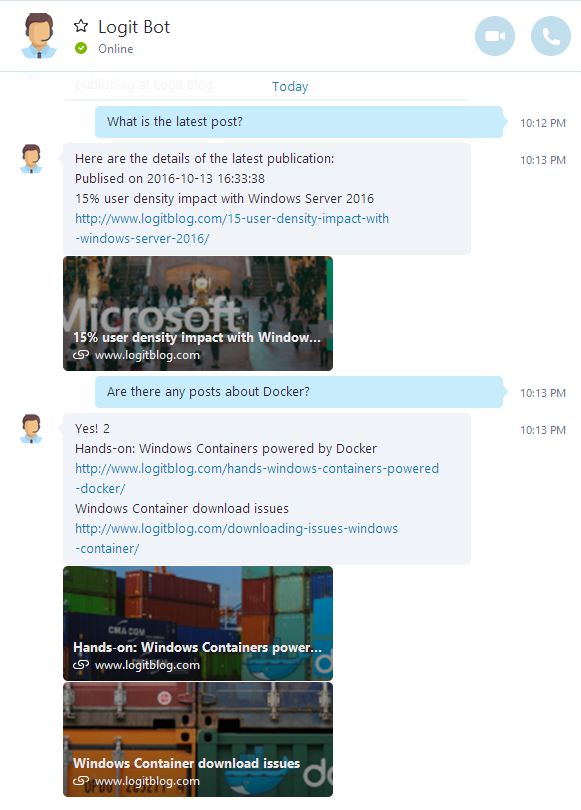 Logit Bot
Online
publishing at Logit Blog.
Today
What is the latest post?
10:12 PM
Here are the details of the latest publication:
10:13 PM
Publised on 2016-10-13 16:33:38
15% user density impact with Windows Server 2016
http://www.logitblog.com/15-user-density-impact-with
-windows-server-2016/
Microsoft
15% user density impact with Window...
www.logitblog.com
Are there any posts about Docker?
10:13 PM
Yes! 2
10:13 PM
Hands-on: Windows Containers powered by Docker
http://www.logitblog.com/hands-windows-containers-powered
-docker/
Windows Container download issues
http://www.logitblog.com/downloading-issues-windows
-container/
CMA CGM
Hands-on: Windows Containers power...
www.logitblog.com
Windows Container download issues
www.logitblog.com